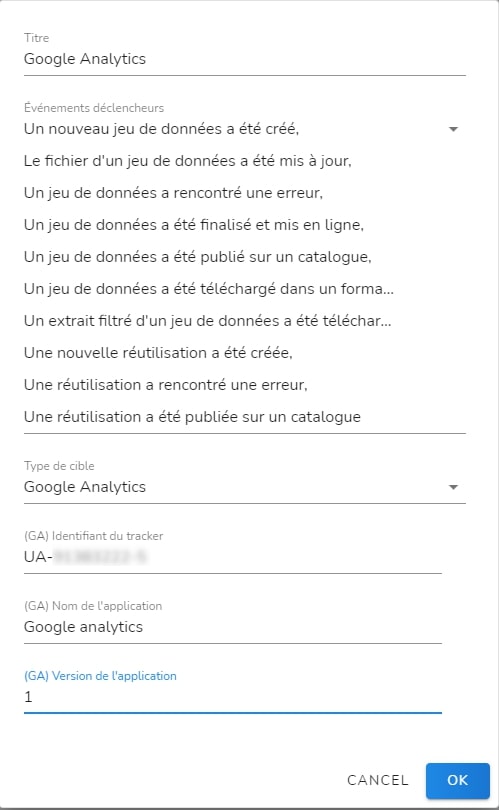 Titre
Google Analytics
Événements déclencheurs
Un nouveau jeu de données a été créé,
Le fichier d'un jeu de données a été mis à jour,
Un jeu de données a rencontré une erreur,
Un jeu de données a été finalisé et mis en ligne,
Un jeu de données a été publié sur un catalogue,
Un jeu de données a été téléchargé dans un forma...
Un extrait filtré d'un jeu de données a été téléchar...
Une nouvelle réutilisation a été créée,
Une réutilisation a rencontré une erreur,
Une réutilisation a été publiée sur un catalogue
Type de cible
Google Analytics
(GA) Identifiant du tracker
UA-
(GA) Nom de l'application
Google analytics
(GA) Version de l'application
1
CANCEL OK